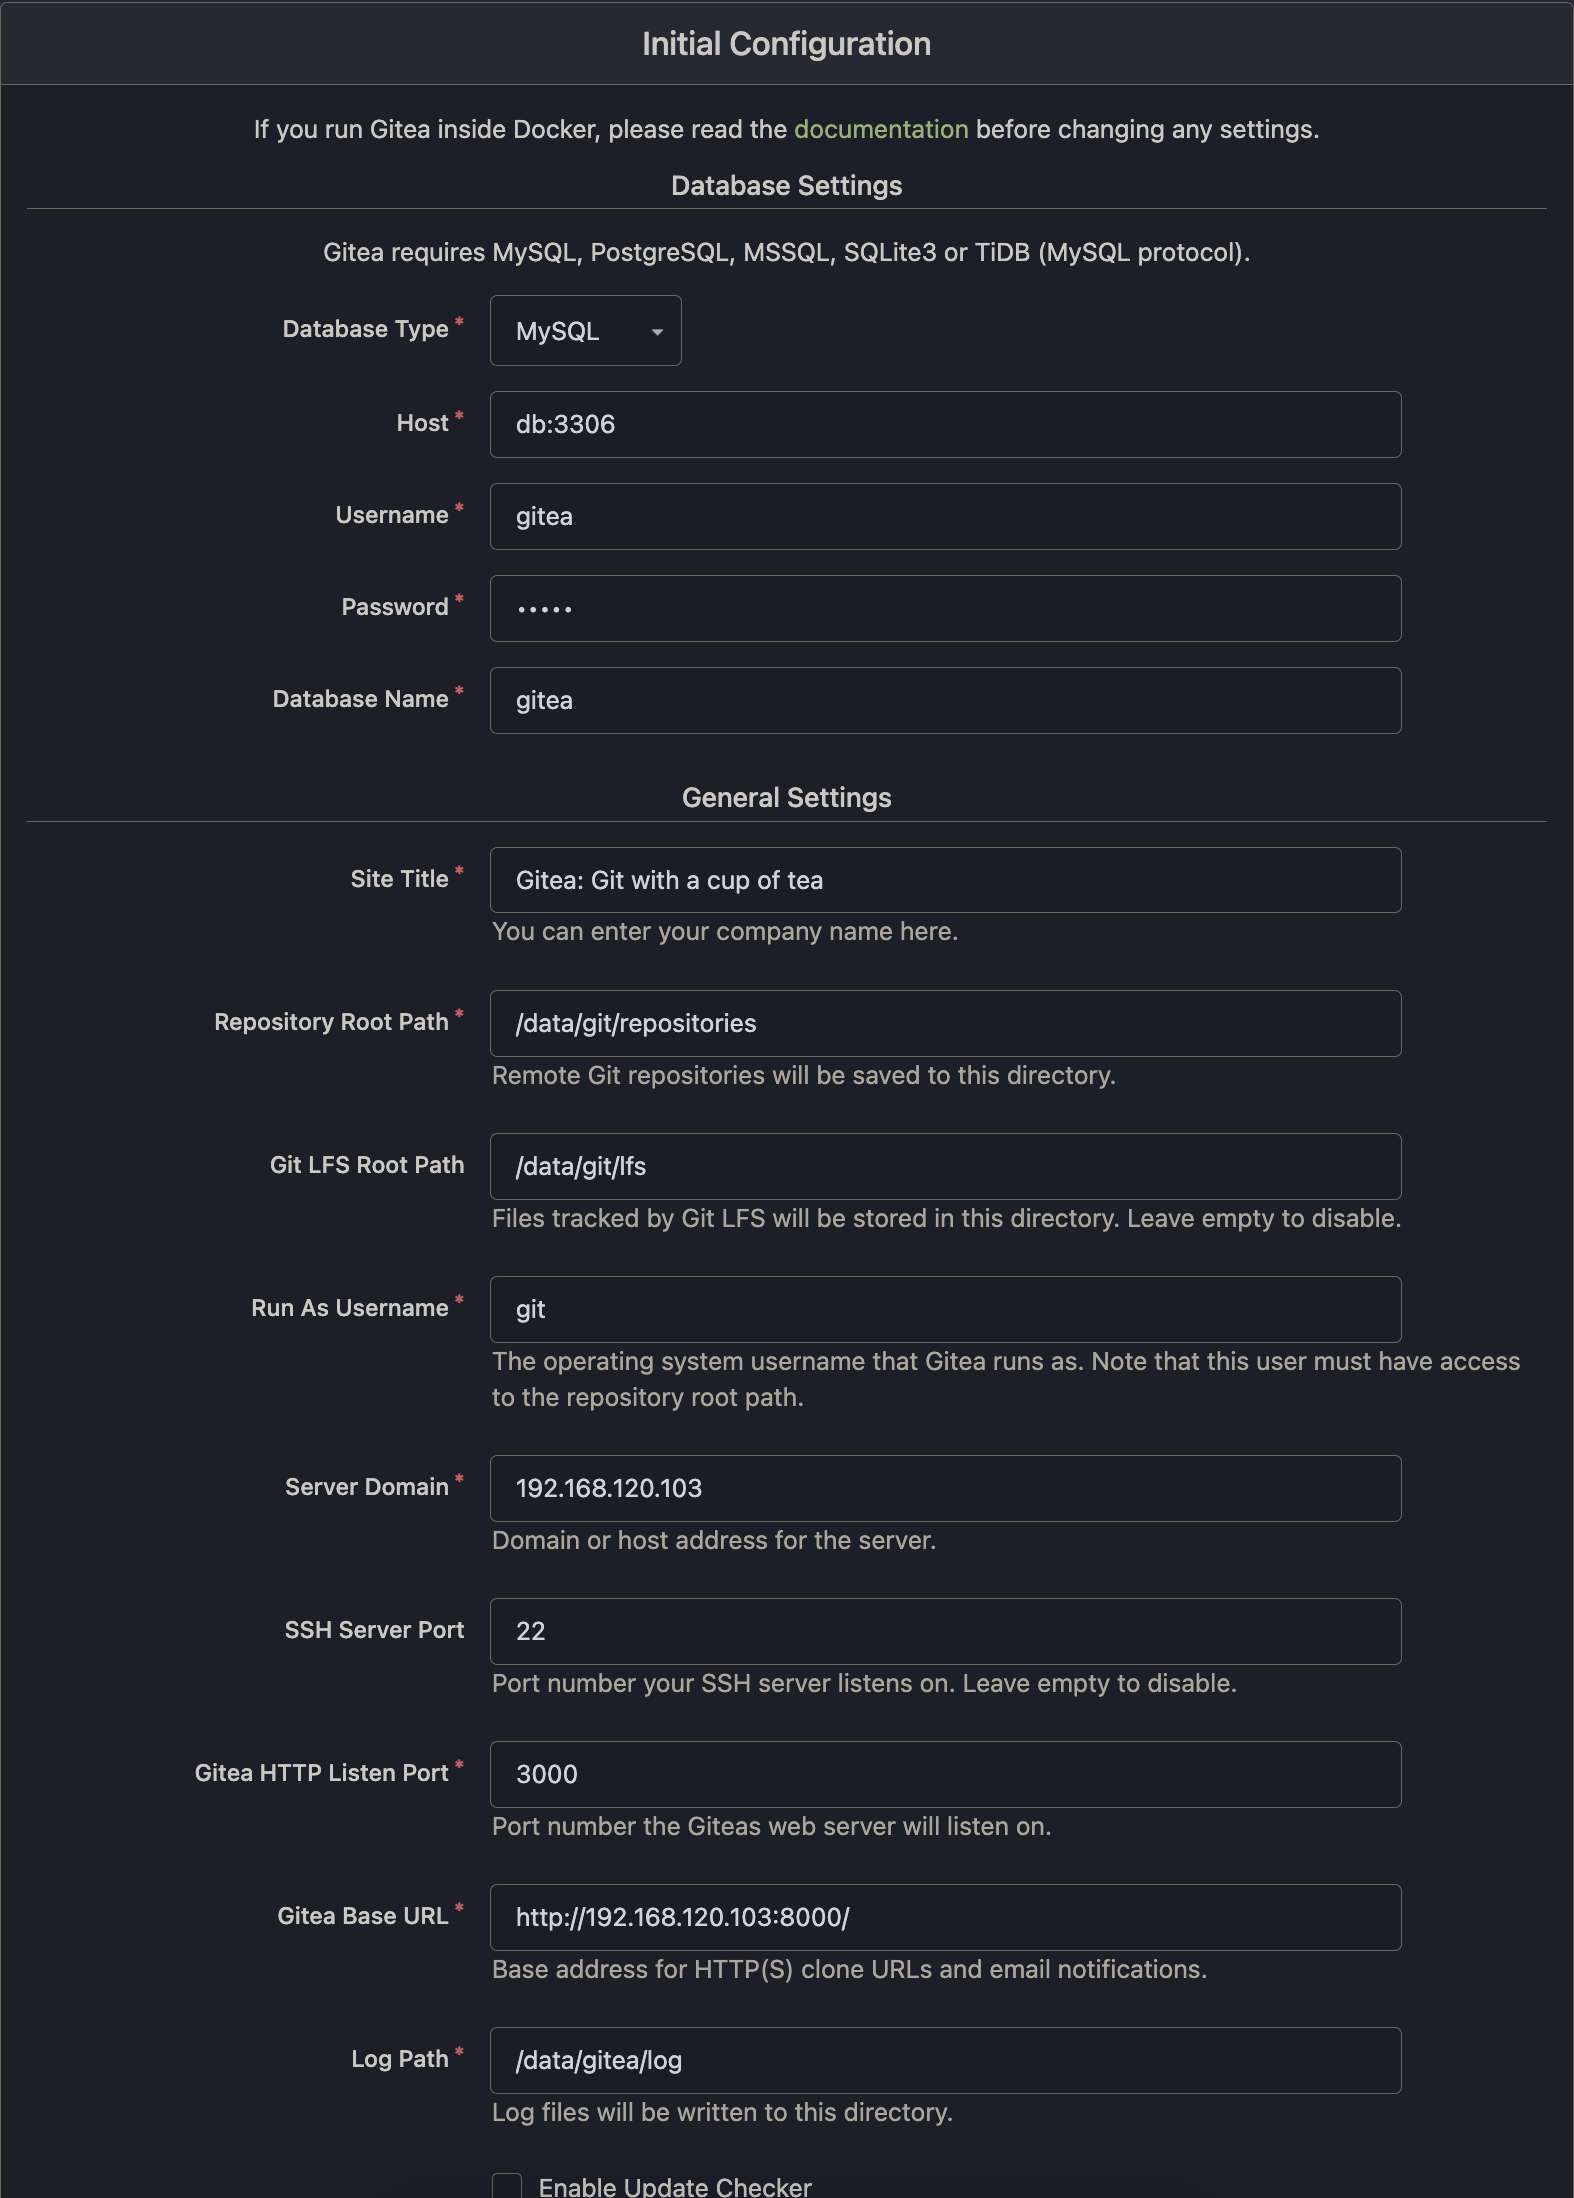 Initial Configuration
If you run Gitea inside Docker, please read the documentation before changing any settings.
Database Settings
Gitea requires MySQL, PostgreSQL, MSSQL, SQLite3 or TiDB (MySQL protocol).
Database Type * MySQL
Host * db:3306
Username * gitea
Password * •••••
Database Name * gitea
General Settings
Site Title * Gitea: Git with a cup of tea
You can enter your company name here.
Repository Root Path * /data/git/repositories
Remote Git repositories will be saved to this directory.
Git LFS Root Path /data/git/lfs
Files tracked by Git LFS will be stored in this directory. Leave empty to disable.
Run As Username * git
The operating system username that Gitea runs as. Note that this user must have access
to the repository root path.
Server Domain * 192.168.120.103
Domain or host address for the server.
SSH Server Port 22
Port number your SSH server listens on. Leave empty to disable.
Gitea HTTP Listen Port * 3000
Port number the Giteas web server will listen on.
Gitea Base URL * http://192.168.120.103:8000/
Base address for HTTP(S) clone URLs and email notifications.
Log Path * /data/gitea/log
Log files will be written to this directory.
Enable Update Checker